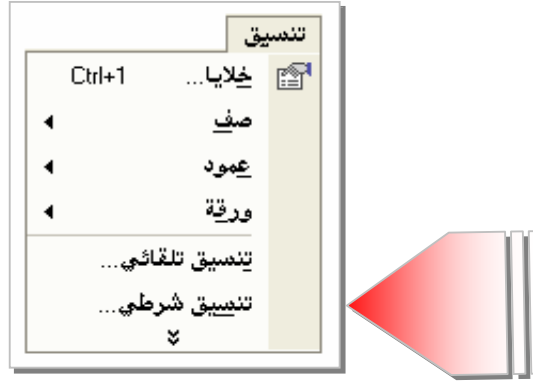 تنسيق
خلايا... Ctrl+1
صف
عمود
ورقة
تنسيق تلقائي...
تنسيق شرطي...